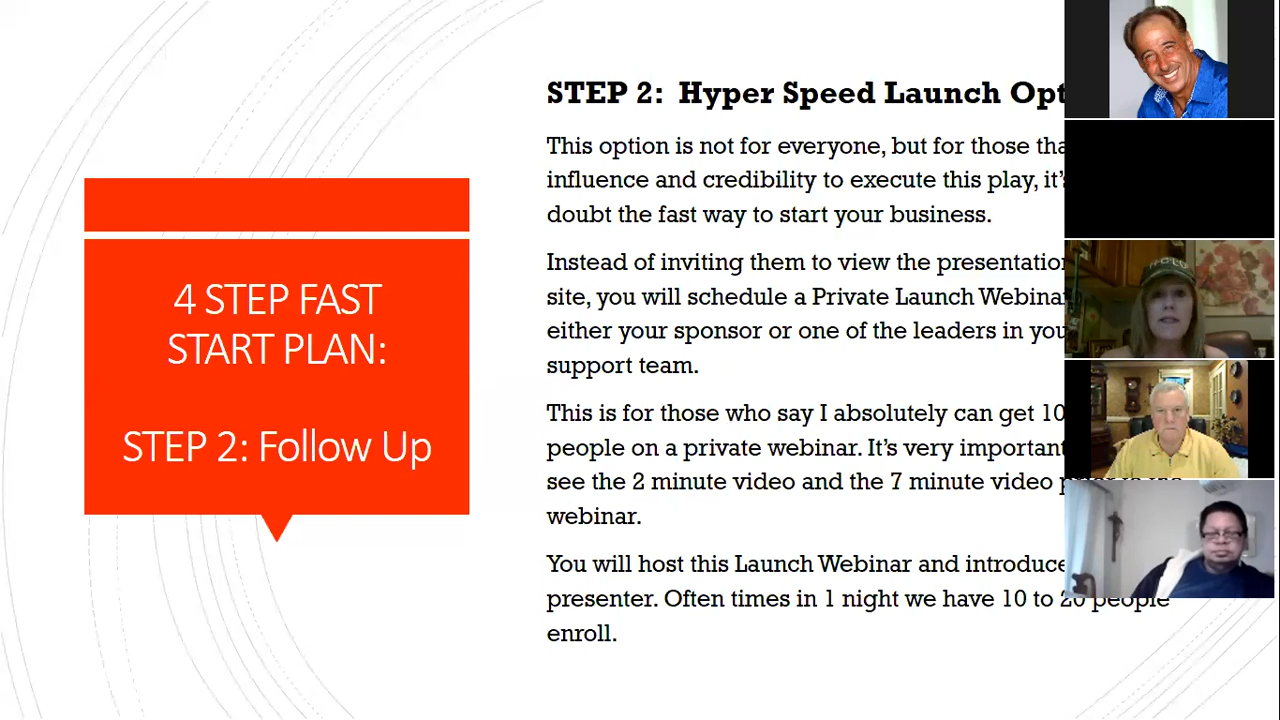 STEP 2: Hyper Speed Launch
This option is not for everyone, but for those
influence and credibility to execute this play, it's
doubt the fast way to start your business.
Instead of inviting them to view the presentation
site, you will schedule a Private Launch Webinar
either your sponsor or one of the leaders in
support team.
This is for those who say I absolutely can get 10
people on a private webinar. It's very important
see the 2 minute video and the 7 minute video
webinar.
You will host this Launch Webinar and introduce
presenter. Often times in 1 night we have 10 to 20 people
enroll.
4 STEP FAST
START PLAN:
STEP 2: Follow Up